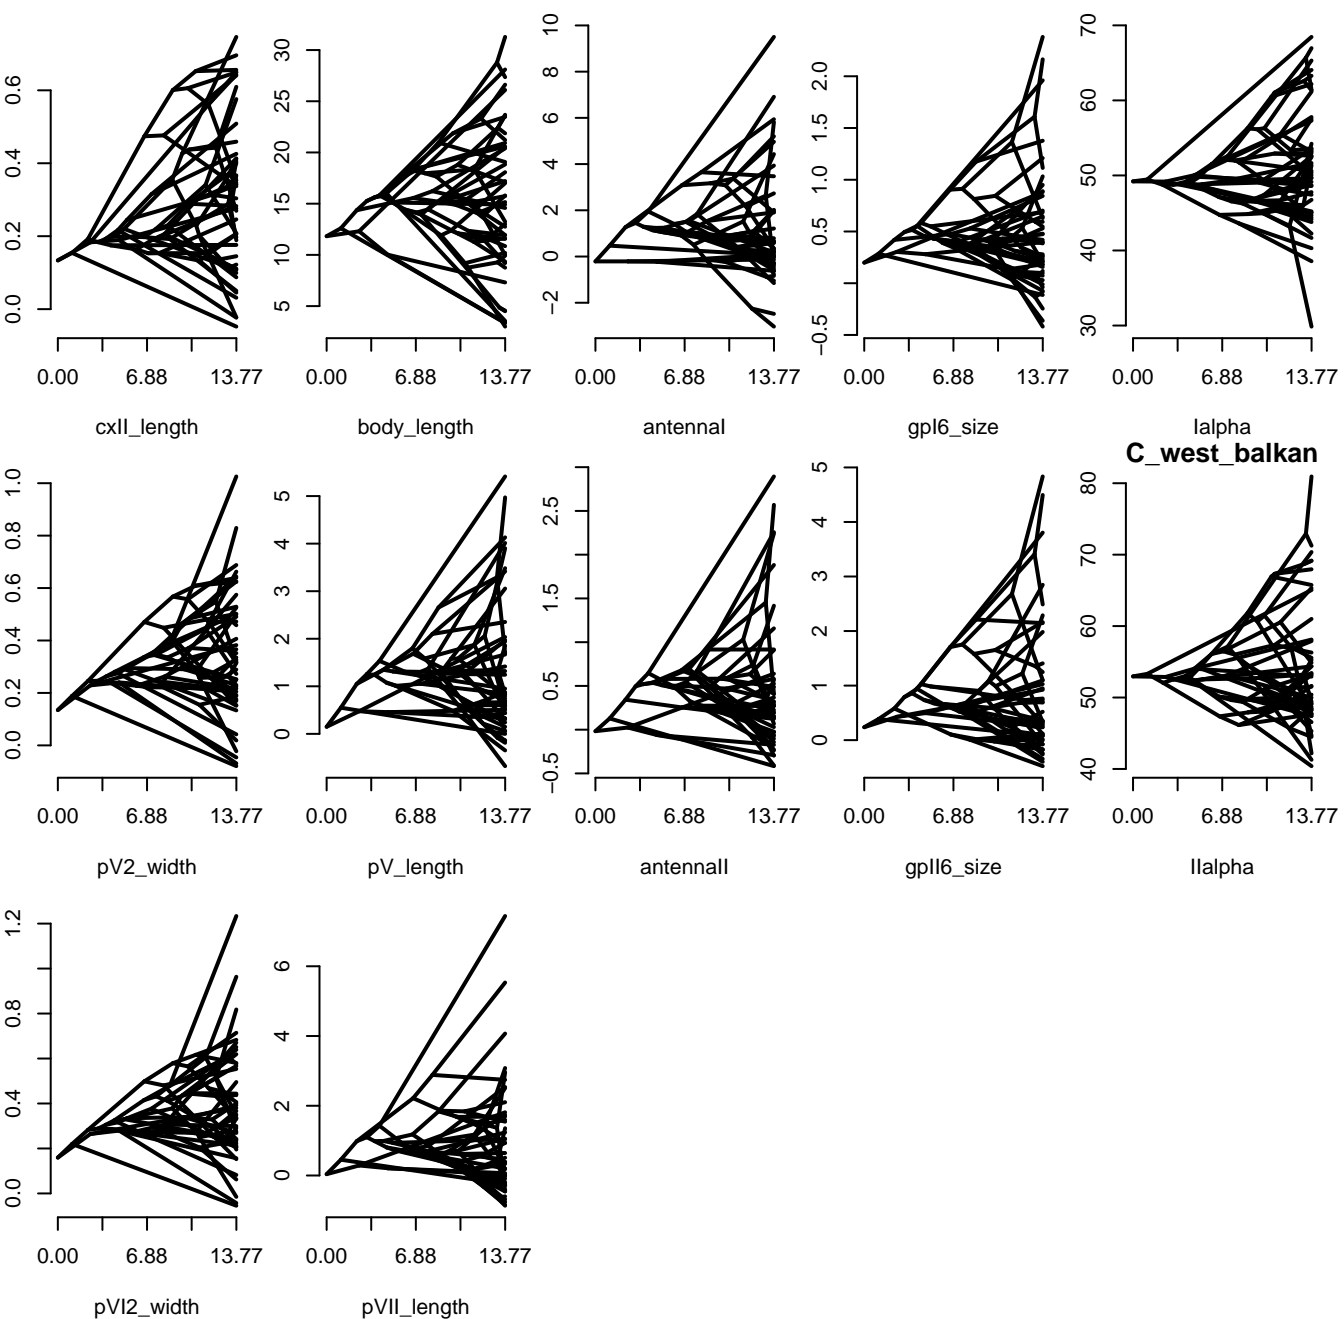 0.0 0.2 0.4 0.6
0.00 6.88 13.77
cxII_length
5 10 15 20 25 30
0.00 6.88 13.77
body_length
−2 0 2 4 6 8 10
0.00 6.88 13.77
antennaI
−0.5 0.5 1.0 1.5 2.0
0.00 6.88 13.77
gpI6_size
30 40 50 60 70
0.00 6.88 13.77
Ialpha
C_west_balkan
0.0 0.2 0.4 0.6 0.8 1.0
0.00 6.88 13.77
pV2_width
0 1 2 3 4 5
0.00 6.88 13.77
pV_length
−0.5 0.5 1.5 2.5
0.00 6.88 13.77
antennaII
0 1 2 3 4 5
0.00 6.88 13.77
gpII6_size
40 50 60 70 80
0.00 6.88 13.77
IIalpha
0.0 0.4 0.8 1.2
0.00 6.88 13.77
pVI2_width
0 2 4 6
0.00 6.88 13.77
pVII_length